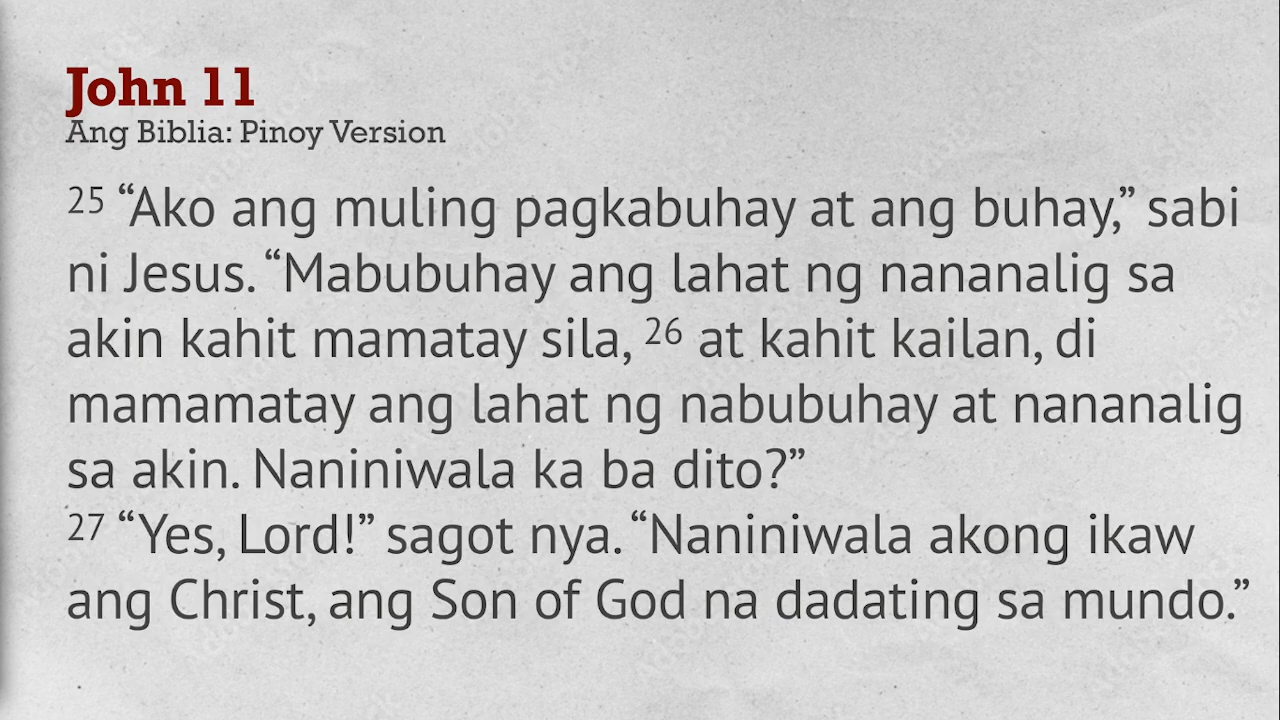 John 11
Ang Biblia: Pinoy Version
25 “Ako ang muling pagkabuhay at ang buhay,” sabi
ni Jesus. “Mabubuhay ang lahat ng nananalig sa
akin kahit mamatay sila, 26 at kahit kailan, di
mamamatay ang lahat ng nabubuhay at nananalig
sa akin. Naniniwala ka ba dito?”
27 “Yes, Lord!” sagot nya. “Naniniwala akong ikaw
ang Christ, ang Son of God na dadating sa mundo.”